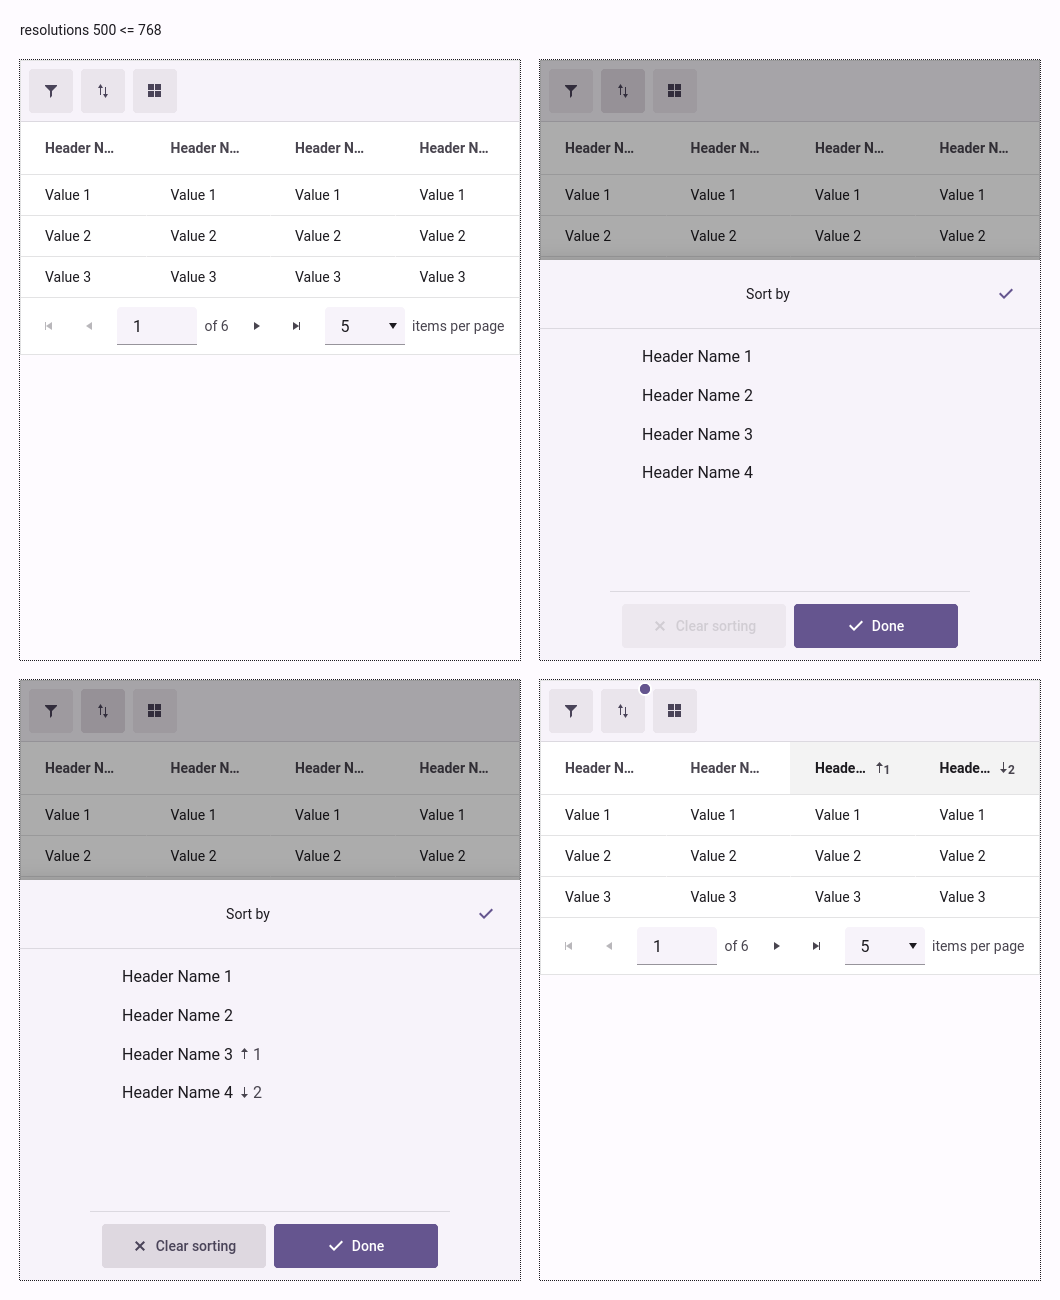 resolutions 500 <= 768
Header N... Header N... Header N... Header N...
Value 1 Value 1 Value 1 Value 1
Value 2 Value 2 Value 2 Value 2
Value 3 Value 3 Value 3 Value 3
1 of 6 5 items per page
Header N... Header N... Header N... Header N...
Value 1 Value 1 Value 1 Value 1
Value 2 Value 2 Value 2 Value 2
Sort by
Header Name 1
Header Name 2
Header Name 3
Header Name 4
Clear sorting Done
Header N... Header N... Header N... Header N...
Value 1 Value 1 Value 1 Value 1
Value 2 Value 2 Value 2 Value 2
Sort by
Header Name 1
Header Name 2
Header Name 3 ↑ 1
Header Name 4 ↓ 2
Clear sorting Done
Header N... Header N... Heade... ↑1 Heade... ↓2
Value 1 Value 1 Value 1 Value 1
Value 2 Value 2 Value 2 Value 2
Value 3 Value 3 Value 3 Value 3
1 of 6 5 items per page